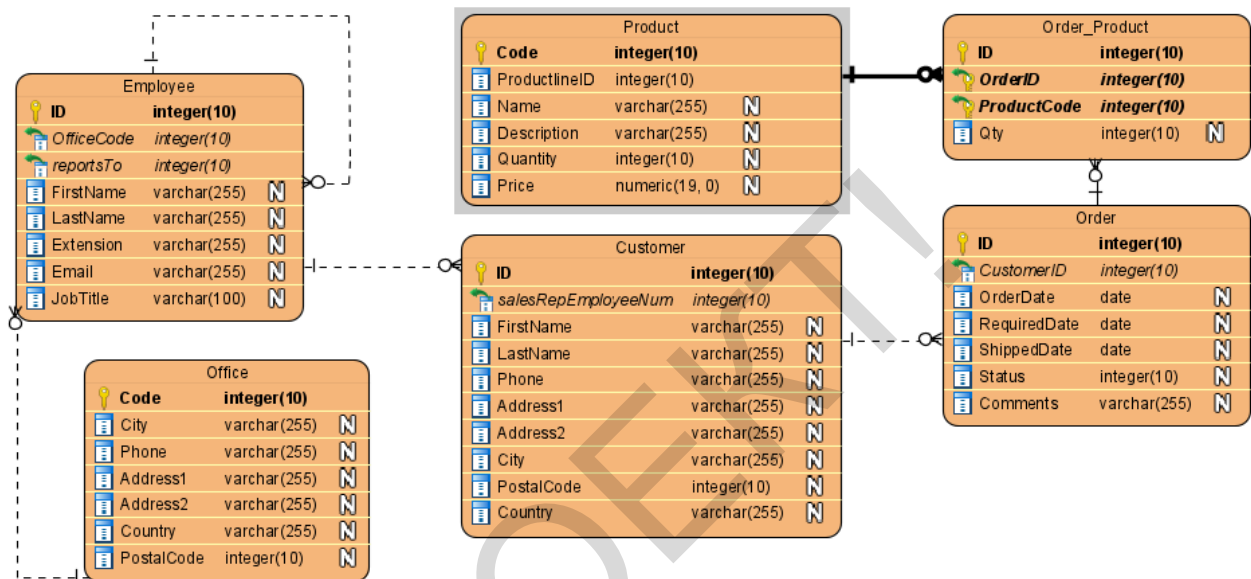 Employee
ID integer(10)
OfficeCode integer(10)
reportsTo integer(10)
FirstName varchar(255) N
LastName varchar(255) N
Extension varchar(255) N
Email varchar(255) N
JobTitle varchar(100) N
Product
Code integer(10)
ProductlineID integer(10)
Name varchar(255) N
Description varchar(255) N
Quantity integer(10) N
Price numeric(19, 0) N
Order_Product
ID integer(10)
OrderID integer(10)
ProductCode integer(10)
Qty integer(10) N
Office
Code integer(10)
City varchar(255) N
Phone varchar(255) N
Address1 varchar(255) N
Address2 varchar(255) N
Country varchar(255) N
PostalCode integer(10) N
Customer
ID integer(10)
salesRepEmployeeNum integer(10)
FirstName varchar(255) N
LastName varchar(255) N
Phone varchar(255) N
Address1 varchar(255) N
Address2 varchar(255) N
City varchar(255) N
PostalCode integer(10) N
Country varchar(255) N
Order
ID integer(10)
CustomerID integer(10)
OrderDate date N
RequiredDate date N
ShippedDate date N
Status integer(10) N
Comments varchar(255) N
OEKT!